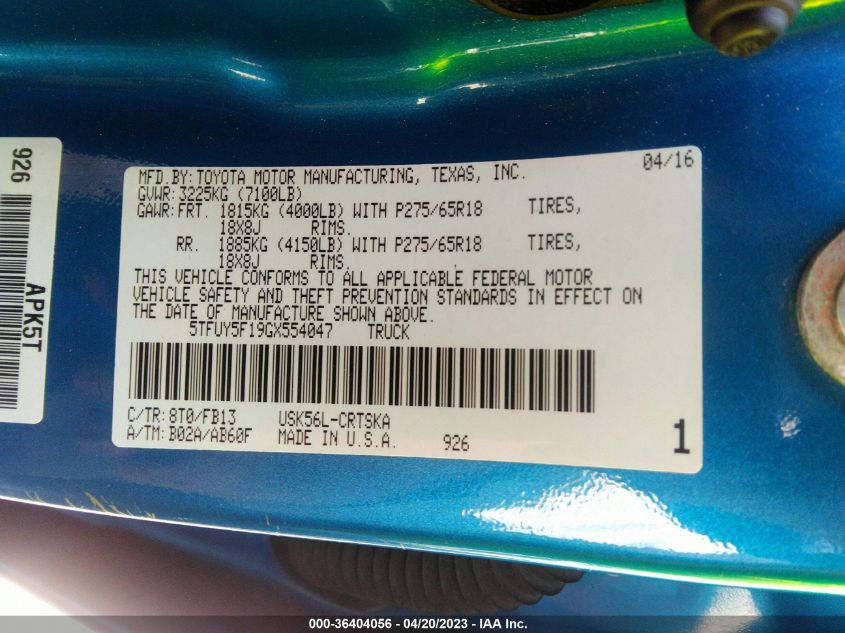 MFD.BY:TOYOTA MOTOR MANUFACTURING, TEXAS, INC. 04/16
GVWR:3225KG (7100LB)
GAWR:FRT. 1815KG (4000LB) WITH P275/65R18 TIRES,
18X8J RIMS.
RR. 1885KG (4150LB) WITH P275/65R18 TIRES,
18X8J RIMS.
THIS VEHICLE CONFORMS TO ALL APPLICABLE FEDERAL MOTOR
VEHICLE SAFETY AND THEFT PREVENTION STANDARDS IN EFFECT ON
THE DATE OF MANUFACTURE SHOWN ABOVE.
5TFUY5F19GX554047 TRUCK
C/TR:8T0/FB13 USK56L-CRTSKA
A/TM:B02A/AB60F MADE IN U.S.A. 926 1
926
APK5T
000-36404056 - 04/20/2023 - IAA Inc.